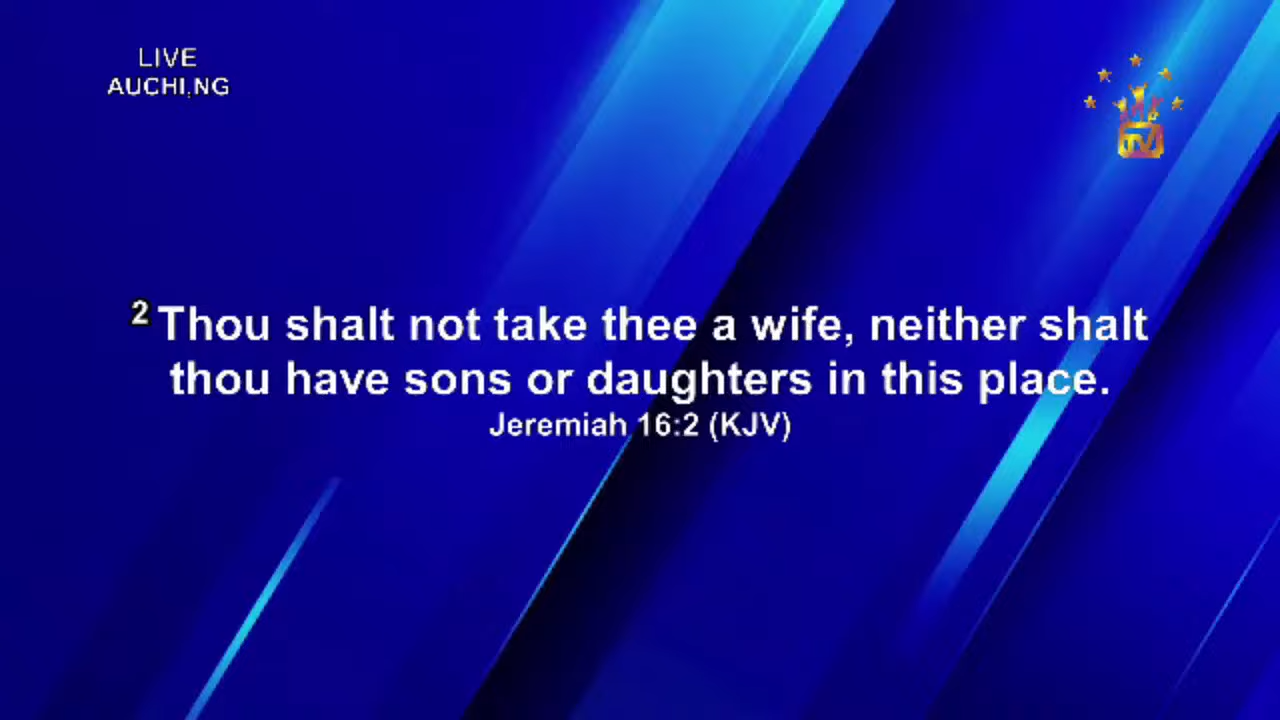 LIVE
AUCHI,NG
TV
2 Thou shalt not take thee a wife, neither shalt
thou have sons or daughters in this place.
Jeremiah 16:2 (KJV)